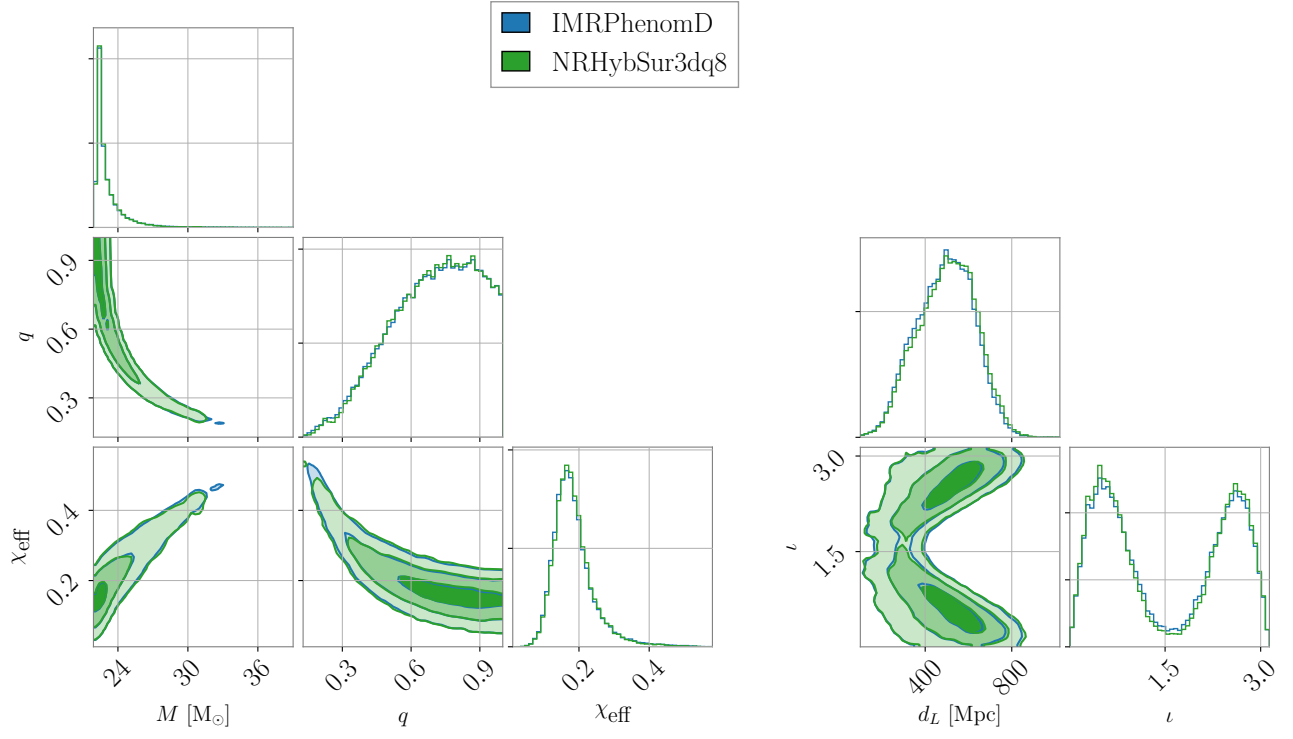 IMRPhenomD
NRHybSur3dq8
q
0.9
0.6
0.3
χeff
0.4
0.2
ι
3.0
1.5
24
30
36
0.3
0.6
0.9
0.2
0.4
400
800
1.5
3.0
M [M⊙]
q
χeff
dL [Mpc]
ι